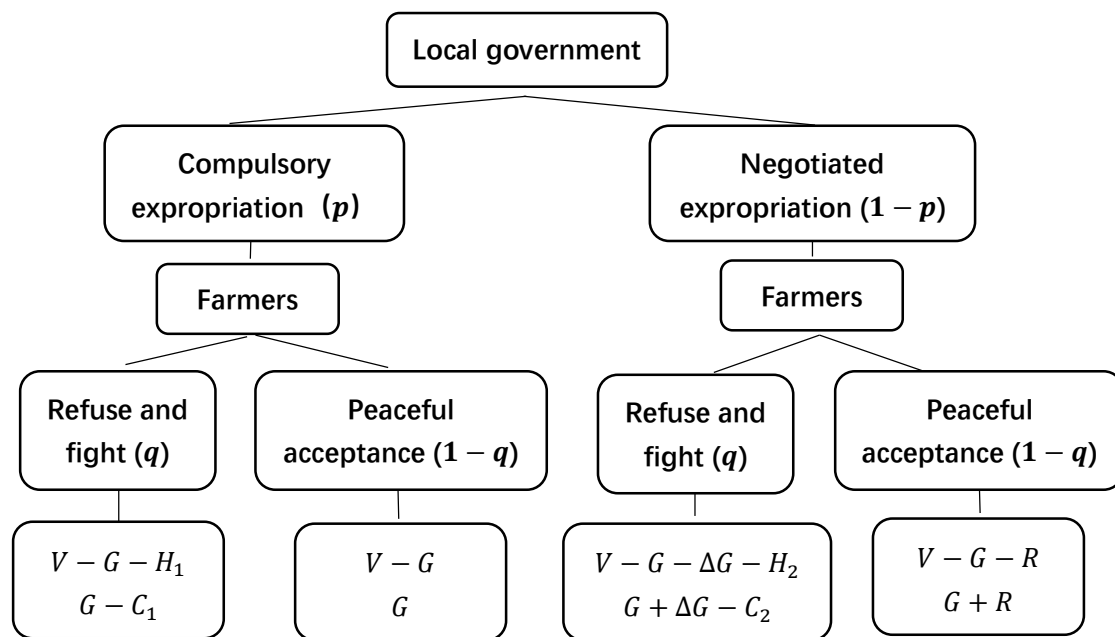 Local government
Compulsory
expropriation (p)
Negotiated
expropriation (1 − p)
Farmers
Farmers
Refuse and
fight (q)
Peaceful
acceptance (1 − q)
Refuse and
fight (q)
Peaceful
acceptance (1 − q)
V − G − H₁
G − C₁
V − G
G
V − G − ΔG − H₂
G + ΔG − C₂
V − G − R
G + R